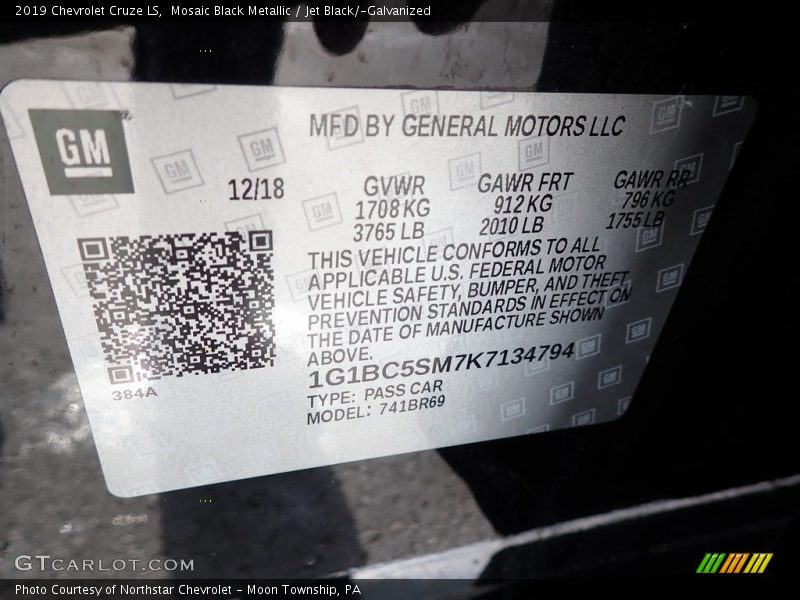 2019 Chevrolet Cruze LS, Mosaic Black Metallic / Jet Black/-Galvanized
GM
MFD BY GENERAL MOTORS LLC
12/18
GVWR GAWR FRT GAWR RR
1708 KG 912 KG 796 KG
3765 LB 2010 LB 1755 LB
THIS VEHICLE CONFORMS TO ALL
APPLICABLE U.S. FEDERAL MOTOR
VEHICLE SAFETY, BUMPER, AND THEFT
PREVENTION STANDARDS IN EFFECT ON
THE DATE OF MANUFACTURE SHOWN
ABOVE.
384A
1G1BC5SM7K7134794
TYPE: PASS CAR
MODEL: 741BR69
GTCARLOT.COM
Photo Courtesy of Northstar Chevrolet - Moon Township, PA